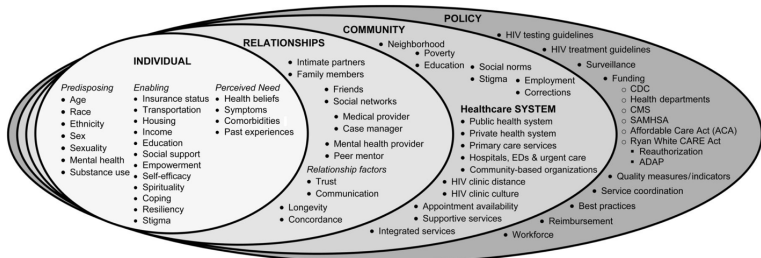 INDIVIDUAL
Predisposing
• Age
• Race
• Ethnicity
• Sex
• Sexuality
• Mental health
• Substance use
Enabling
• Insurance status
• Transportation
• Housing
• Income
• Education
• Social support
• Empowerment
• Self-efficacy
• Spirituality
• Coping
• Resiliency
• Stigma
Perceived Need
• Health beliefs
• Symptoms
• Comorbidities
• Past experiences
RELATIONSHIPS
• Intimate partners
• Family members
• Friends
• Social networks
• Medical provider
• Case manager
• Mental health provider
• Peer mentor
Relationship factors
• Trust
• Communication
• Longevity
• Concordance
COMMUNITY
• Neighborhood
• Poverty
• Education
• Social norms
• Stigma
• Employment
• Corrections
Healthcare SYSTEM
• Public health system
• Private health system
• Primary care services
• Hospitals, EDs & urgent care
• Community-based organizations
• HIV clinic distance
• HIV clinic culture
• Appointment availability
• Supportive services
• Integrated services
POLICY
• HIV testing guidelines
• HIV treatment guidelines
• Surveillance
• Funding
○ CDC
○ Health departments
○ CMS
○ SAMHSA
○ Affordable Care Act (ACA)
○ Ryan White CARE Act
• Reauthorization
• ADAP
• Quality measures/indicators
• Service coordination
• Best practices
• Reimbursement
• Workforce